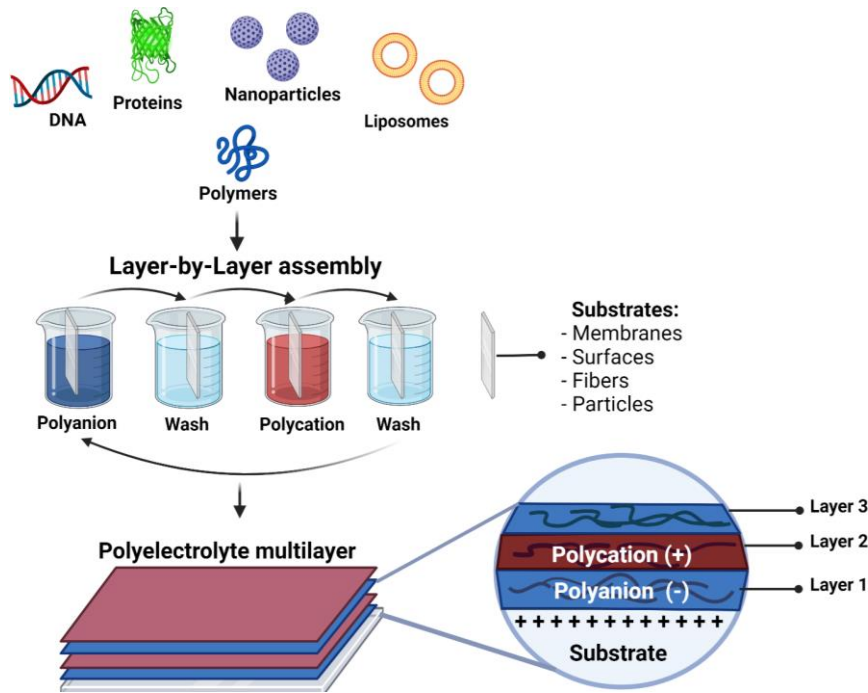 DNA
Proteins
Nanoparticles
Liposomes
Polymers
Layer-by-Layer assembly
Polyanion
Wash
Polycation
Wash
Substrates:
- Membranes
- Surfaces
- Fibers
- Particles
Polyelectrolyte multilayer
Layer 3
Polycation (+)
Layer 2
Polyanion (-)
Layer 1
+ + + + + + + + + + + + +
Substrate